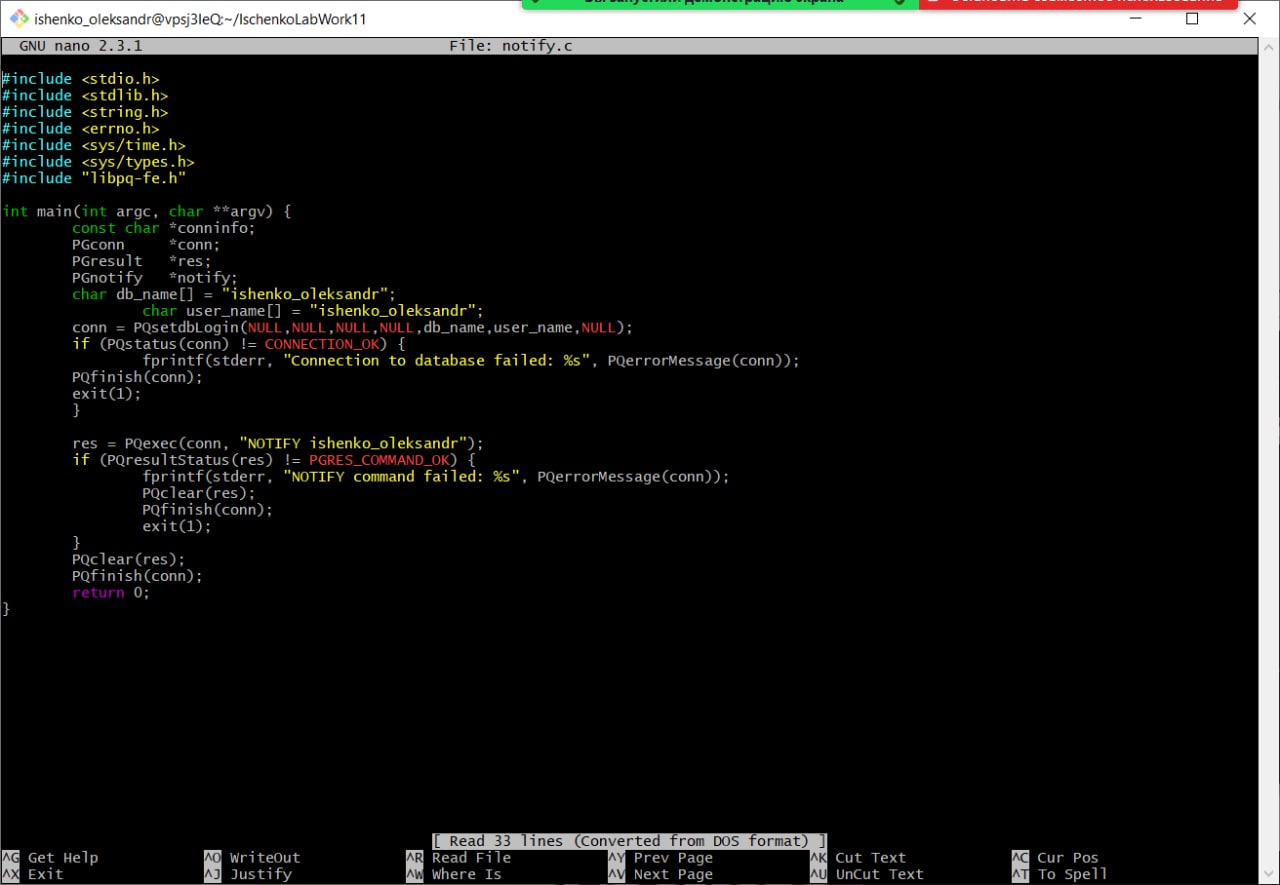 ishenko_oleksandr@vpsj3IeQ:~/IschenkoLabWork11
GNU nano 2.3.1 File: notify.c
#include <stdio.h>
#include <stdlib.h>
#include <string.h>
#include <errno.h>
#include <sys/time.h>
#include <sys/types.h>
#include "libpq-fe.h"
int main(int argc, char **argv) {
const char *conninfo;
PGconn *conn;
PGresult *res;
PGnotify *notify;
char db_name[] = "ishenko_oleksandr";
char user_name[] = "ishenko_oleksandr";
conn = PQsetdbLogin(NULL,NULL,NULL,NULL,db_name,user_name,NULL);
if (PQstatus(conn) != CONNECTION_OK) {
fprintf(stderr, "Connection to database failed: %s", PQerrorMessage(conn));
PQfinish(conn);
exit(1);
}
res = PQexec(conn, "NOTIFY ishenko_oleksandr");
if (PQresultStatus(res) != PGRES_COMMAND_OK) {
fprintf(stderr, "NOTIFY command failed: %s", PQerrorMessage(conn));
PQclear(res);
PQfinish(conn);
exit(1);
}
PQclear(res);
PQfinish(conn);
return 0;
}
[ Read 33 lines (Converted from DOS format) ]
^G Get Help ^O WriteOut ^R Read File ^Y Prev Page ^K Cut Text ^C Cur Pos
^X Exit ^J Justify ^W Where Is ^V Next Page ^U UnCut Text ^T To Spell